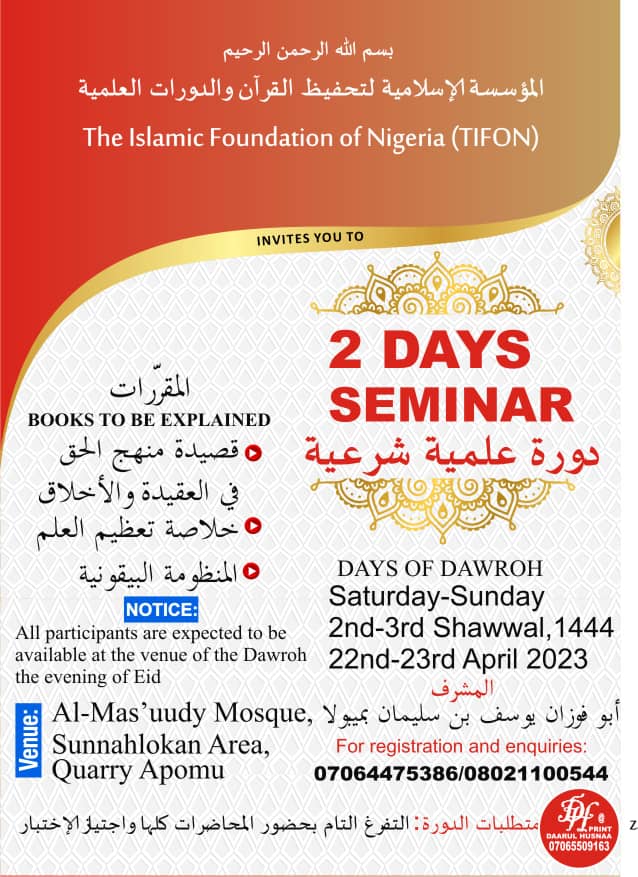 بسم الله الرحمن الرحيم
المؤسسة الإسلامية لتحفيظ القرآن والدورات العلمية
The Islamic Foundation of Nigeria (TIFON)
INVITES YOU TO
2 DAYS
SEMINAR
دورة علمية شرعية
المقرّرات
BOOKS TO BE EXPLAINED
قصيدة منهج الحق
في العقيدة والأخلاق
خلاصة تعظيم العلم
المنظومة البيقونية
NOTICE:
All participants are expected to be
available at the venue of the Dawroh
the evening of Eid
DAYS OF DAWROH
Saturday-Sunday
2nd-3rd Shawwal,1444
22nd-23rd April 2023
المشرف
أبو فوزان يوسف بن سليمان بميولا
For registration and enquiries:
07064475386/08021100544
Venue:
Al-Mas’uudy Mosque,
Sunnahlokan Area,
Quarry Apomu
متطلبات الدورة: التفرغ التام بحضور المحاضرات كلها واجتياز الإختبار
@
PRINT
DAARUL HUSNAA
07065509163
z